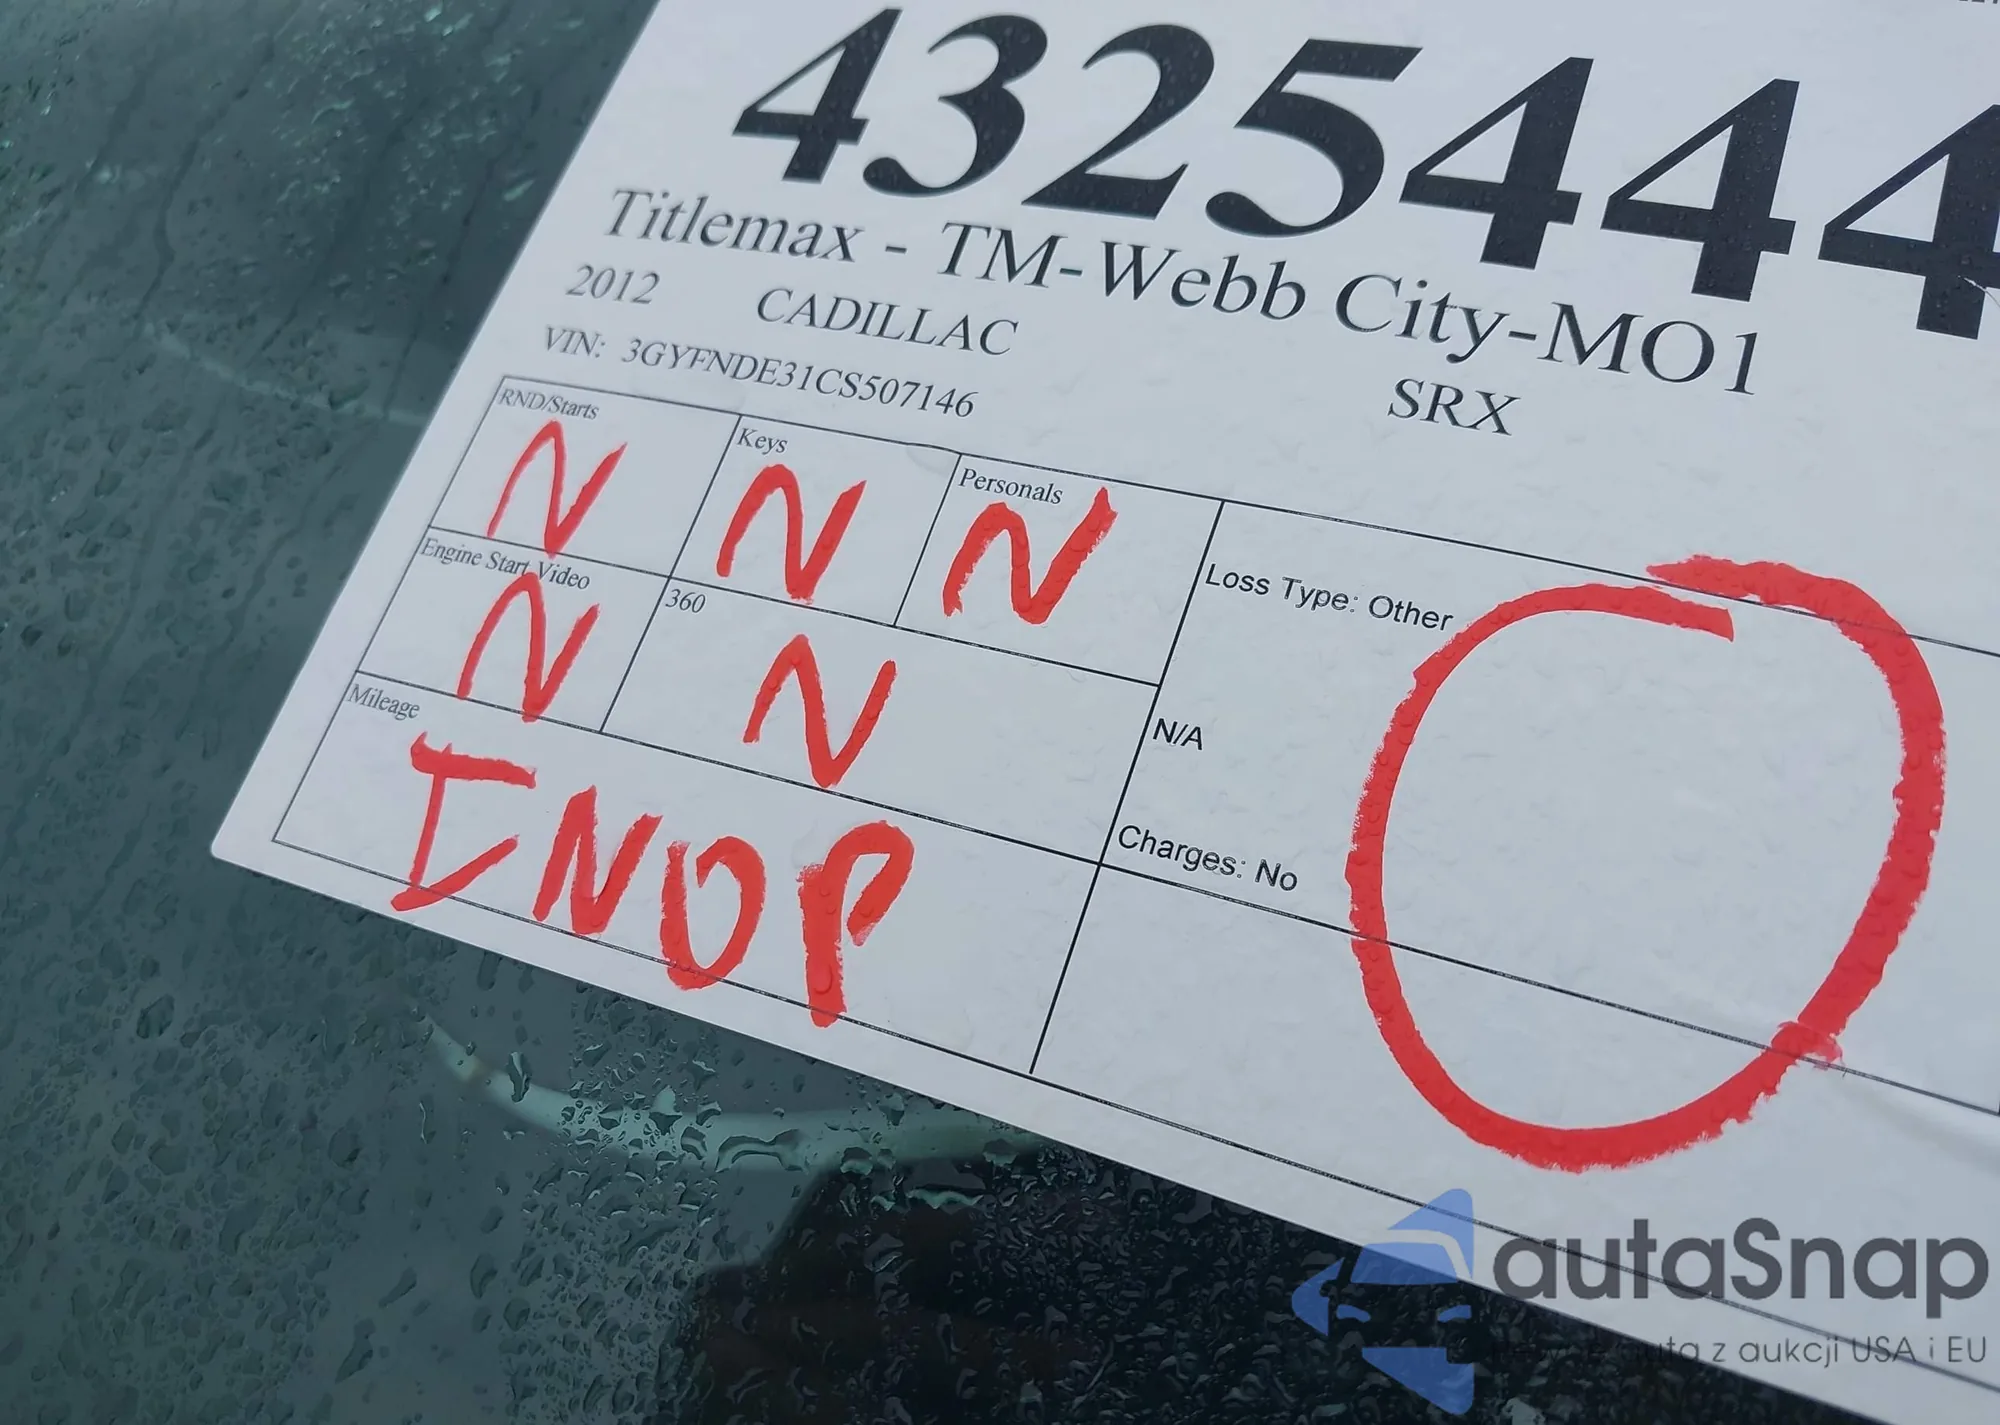 4325444
Titlemax - TM-Webb City-MO1
2012 CADILLAC SRX
VIN: 3GYFNDE31CS507146
RND/Starts Keys Personals
N N N
Loss Type: Other
Engine Start Video 360
N N
N/A
Mileage
INOP
Charges: No
autaSnap
auta z aukcji USA i EU